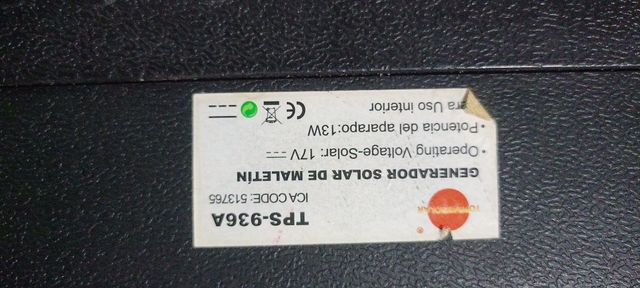 TPS-936A
ICA CODE: 513765
GENERADOR SOLAR DE MALETÍN
• Operating Voltage-Solar: 17V
• Potencia del aparapo:13W
ara Uso interior
CE